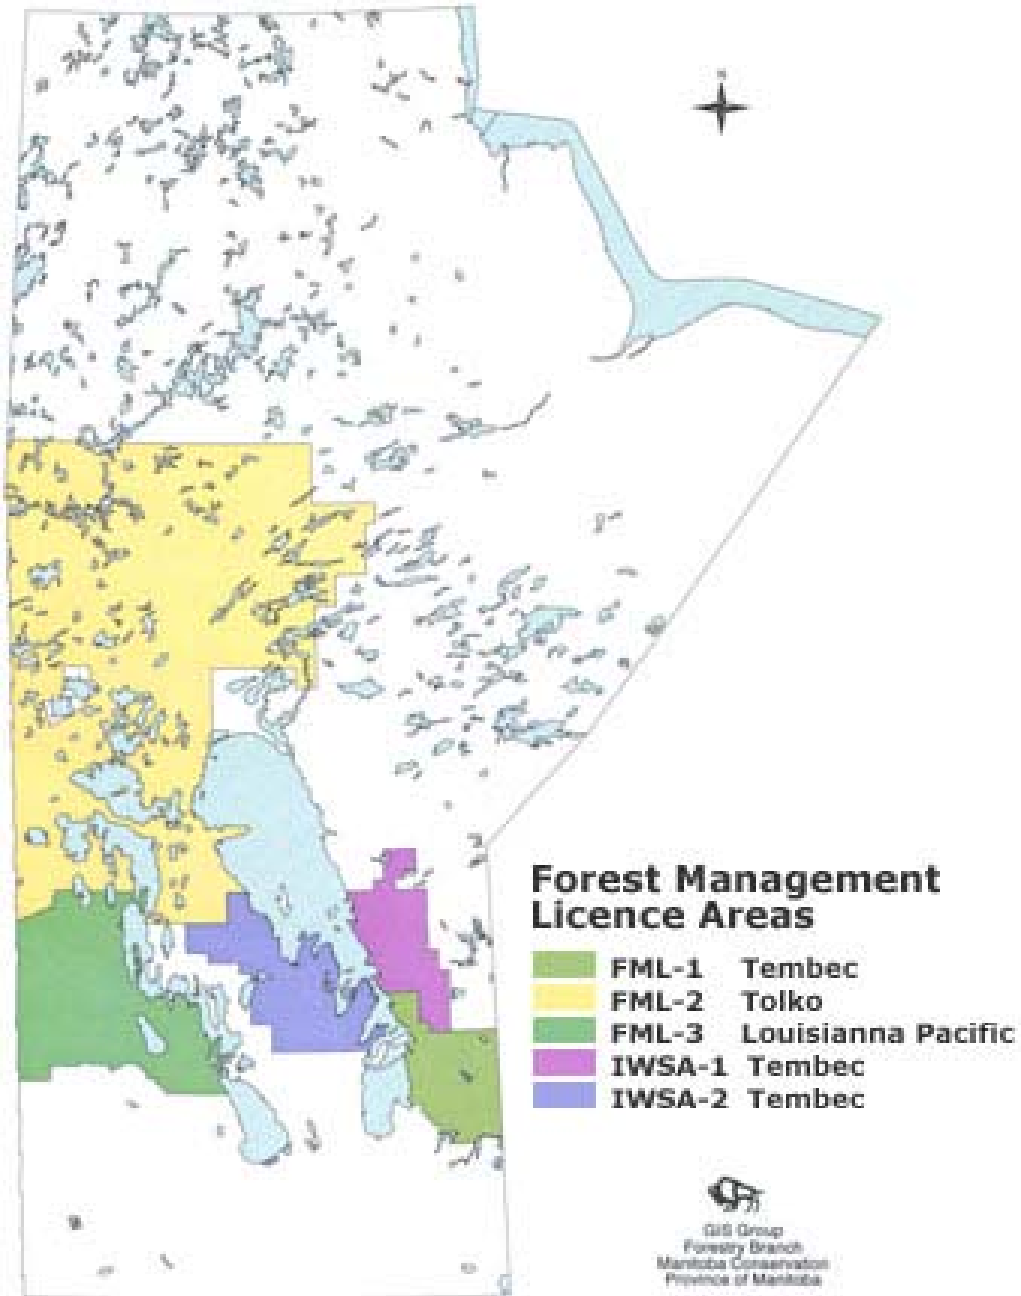 N
Forest Management
Licence Areas
FML-1 Tembec
FML-2 Tolko
FML-3 Louisianna Pacific
IWSA-1 Tembec
IWSA-2 Tembec
GIS Group
Forestry Branch
Manitoba Conservation
Province of Manitoba